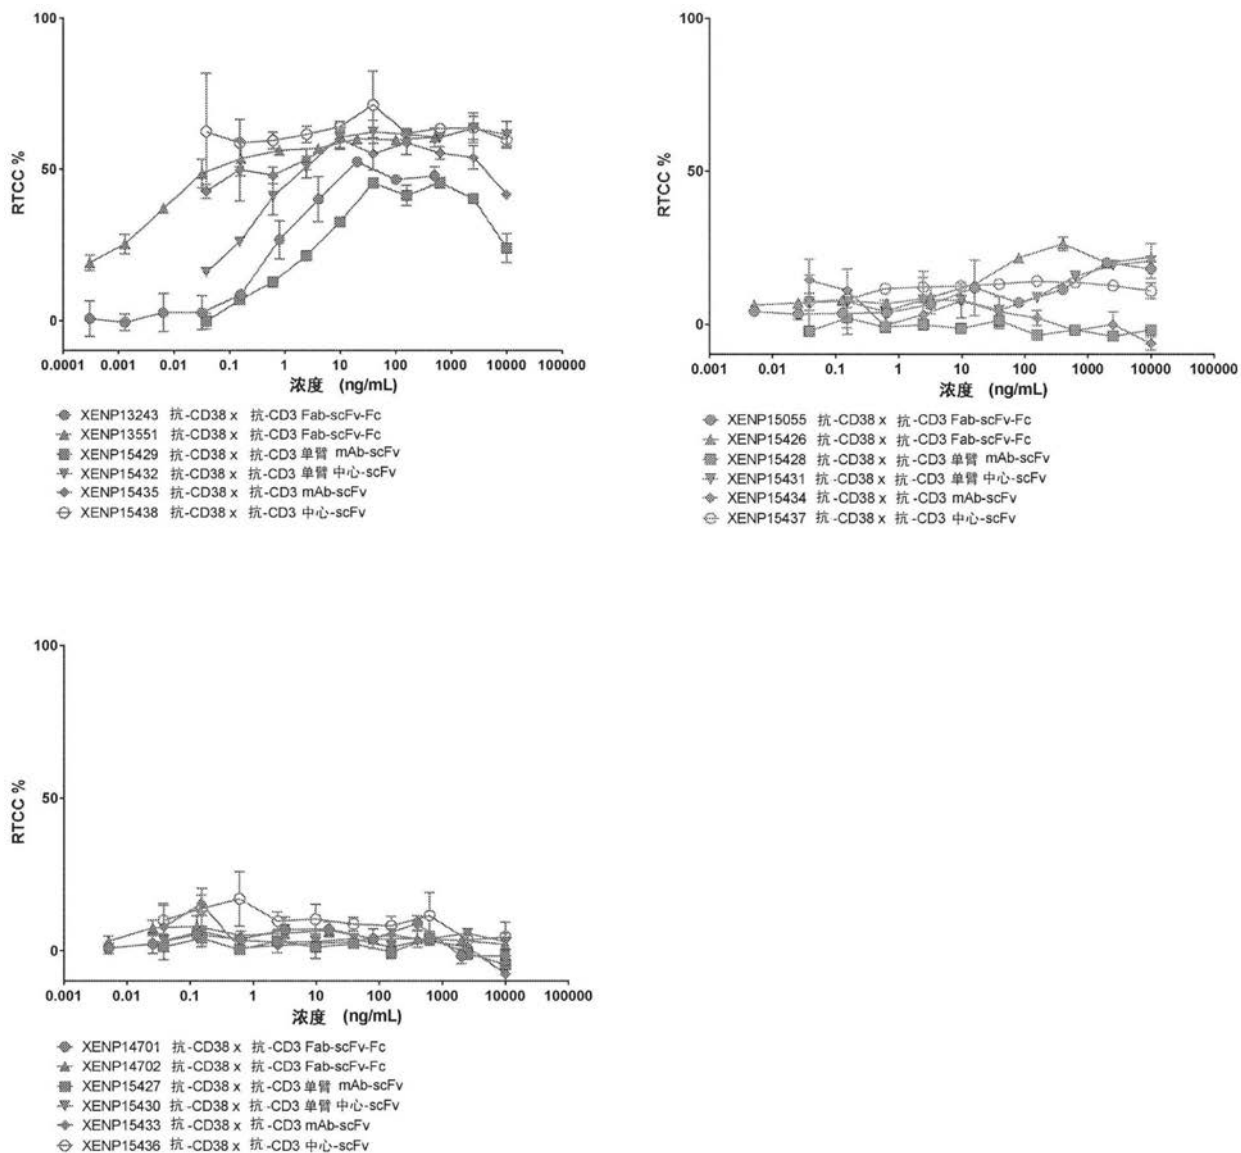 100
50
0
RTCC %
0.0001 0.001 0.01 0.1 1 10 100 1000 10000 100000
浓度 (ng/mL)
XENP13243 抗-CD38 x 抗-CD3 Fab-scFv-Fc
XENP13551 抗-CD38 x 抗-CD3 Fab-scFv-Fc
XENP15429 抗-CD38 x 抗-CD3 单臂 mAb-scFv
XENP15432 抗-CD38 x 抗-CD3 单臂 中心-scFv
XENP15435 抗-CD38 x 抗-CD3 mAb-scFv
XENP15438 抗-CD38 x 抗-CD3 中心-scFv
100
50
0
RTCC %
0.001 0.01 0.1 1 10 100 1000 10000 100000
浓度 (ng/mL)
XENP15055 抗-CD38 x 抗-CD3 Fab-scFv-Fc
XENP15426 抗-CD38 x 抗-CD3 Fab-scFv-Fc
XENP15428 抗-CD38 x 抗-CD3 单臂 mAb-scFv
XENP15431 抗-CD38 x 抗-CD3 单臂 中心-scFv
XENP15434 抗-CD38 x 抗-CD3 mAb-scFv
XENP15437 抗-CD38 x 抗-CD3 中心-scFv
100
50
0
RTCC %
0.001 0.01 0.1 1 10 100 1000 10000 100000
浓度 (ng/mL)
XENP14701 抗-CD38 x 抗-CD3 Fab-scFv-Fc
XENP14702 抗-CD38 x 抗-CD3 Fab-scFv-Fc
XENP15427 抗-CD38 x 抗-CD3 单臂 mAb-scFv
XENP15430 抗-CD38 x 抗-CD3 单臂 中心-scFv
XENP15433 抗-CD38 x 抗-CD3 mAb-scFv
XENP15436 抗-CD38 x 抗-CD3 中心-scFv